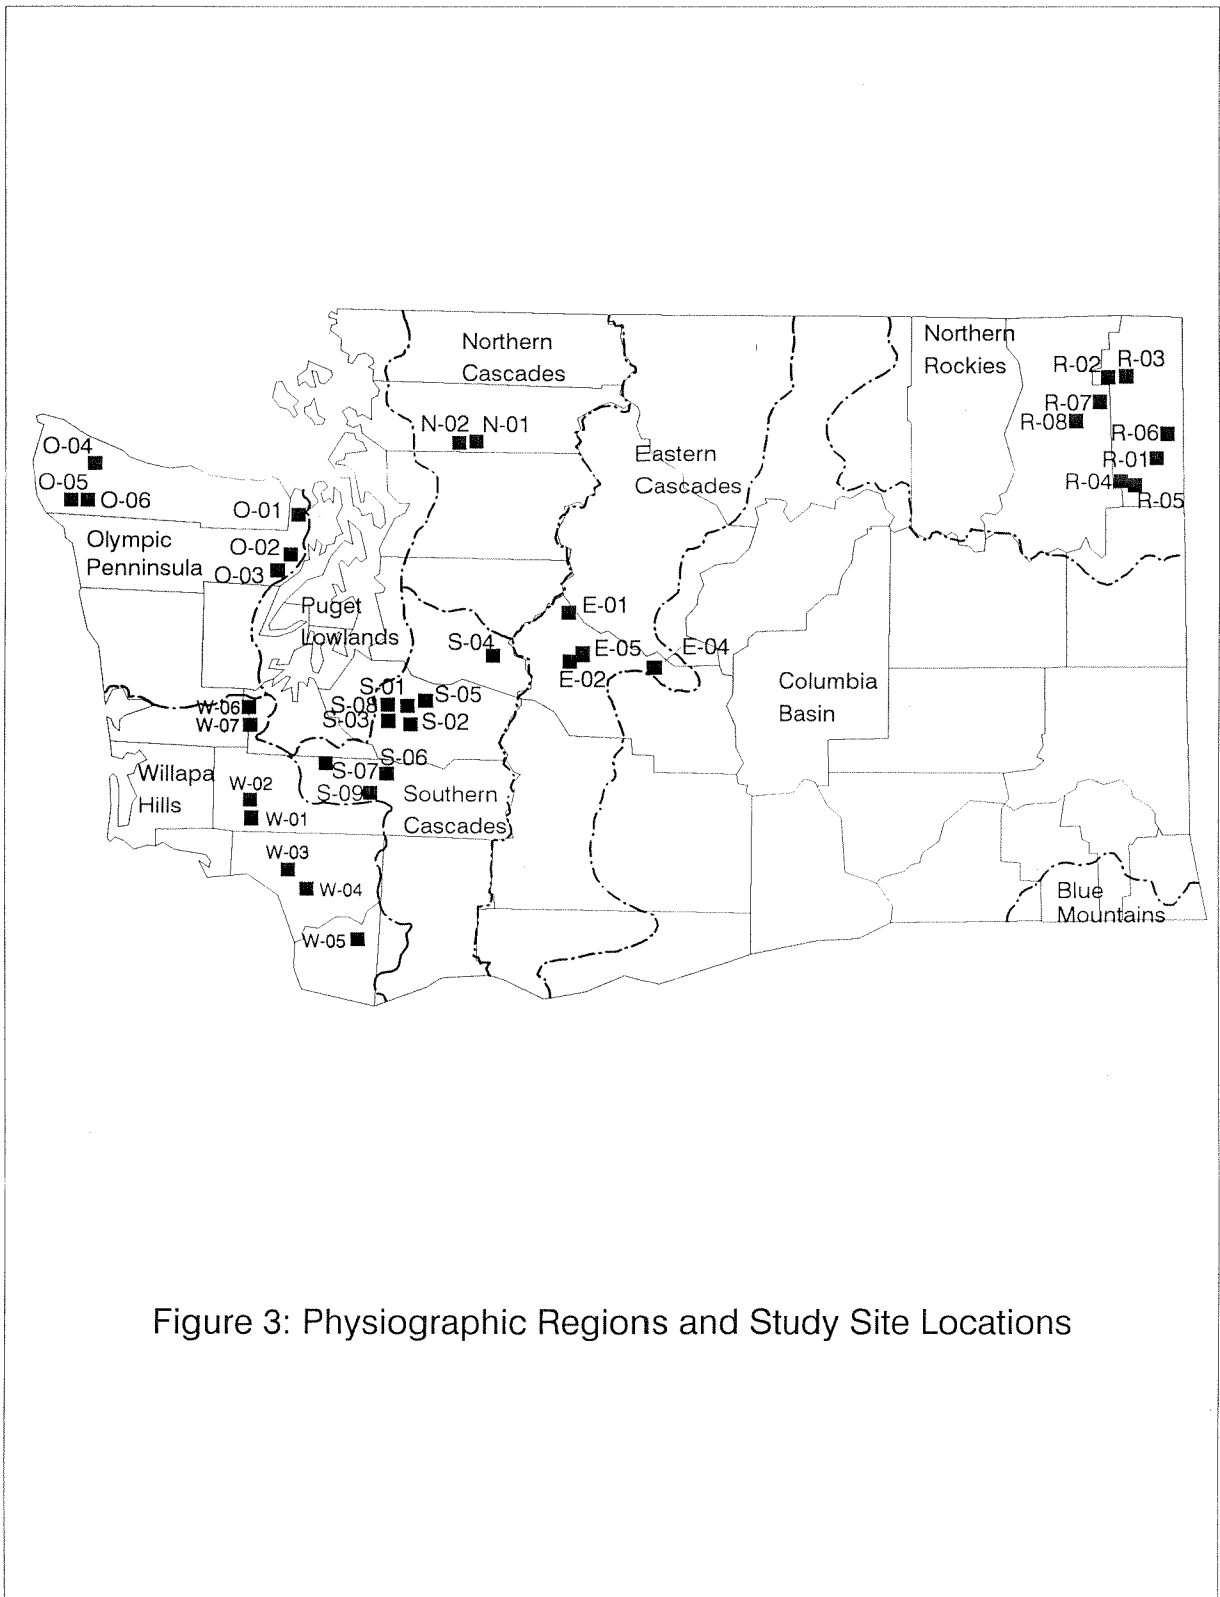 Northern
Cascades
Northern
Rockies
R-02
R-03
R-07
R-08
R-06
R-01
R-04
R-05
N-02
N-01
O-04
O-05
O-06
O-01
O-02
O-03
Olympic
Penninsula
Eastern
Cascades
Puget
Lowlands
E-01
E-05
E-04
E-02
S-04
S-01
S-05
S-08
S-03
S-02
S-06
S-07
S-09
W-06
W-07
Willapa
Hills
W-02
W-01
Southern
Cascades
Columbia
Basin
W-03
W-04
W-05
Blue
Mountains
Figure 3: Physiographic Regions and Study Site Locations